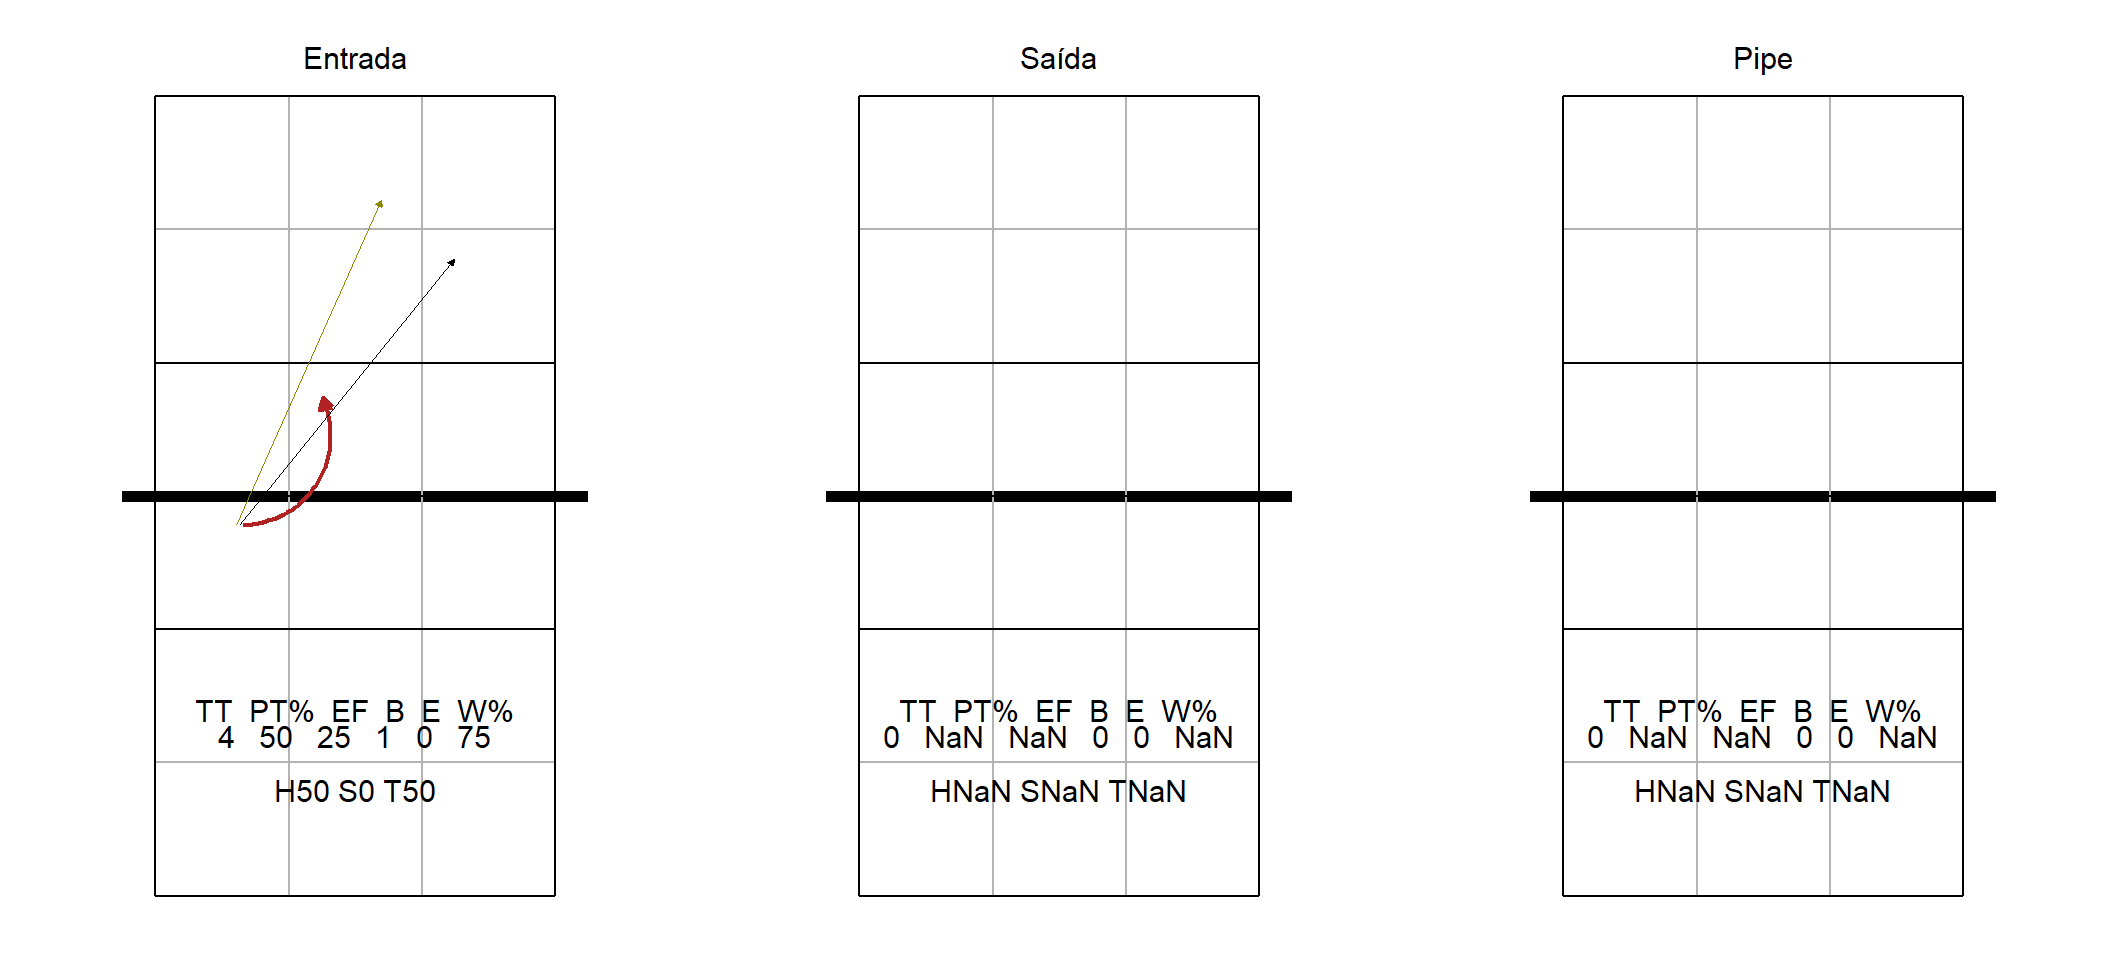 Entrada
TT PT% EF B E W%
4 50 25 1 0 75
H50 S0 T50
Saída
TT PT% EF B E W%
0 NaN NaN 0 0 NaN
HNaN SNaN TNaN
Pipe
TT PT% EF B E W%
0 NaN NaN 0 0 NaN
HNaN SNaN TNaN